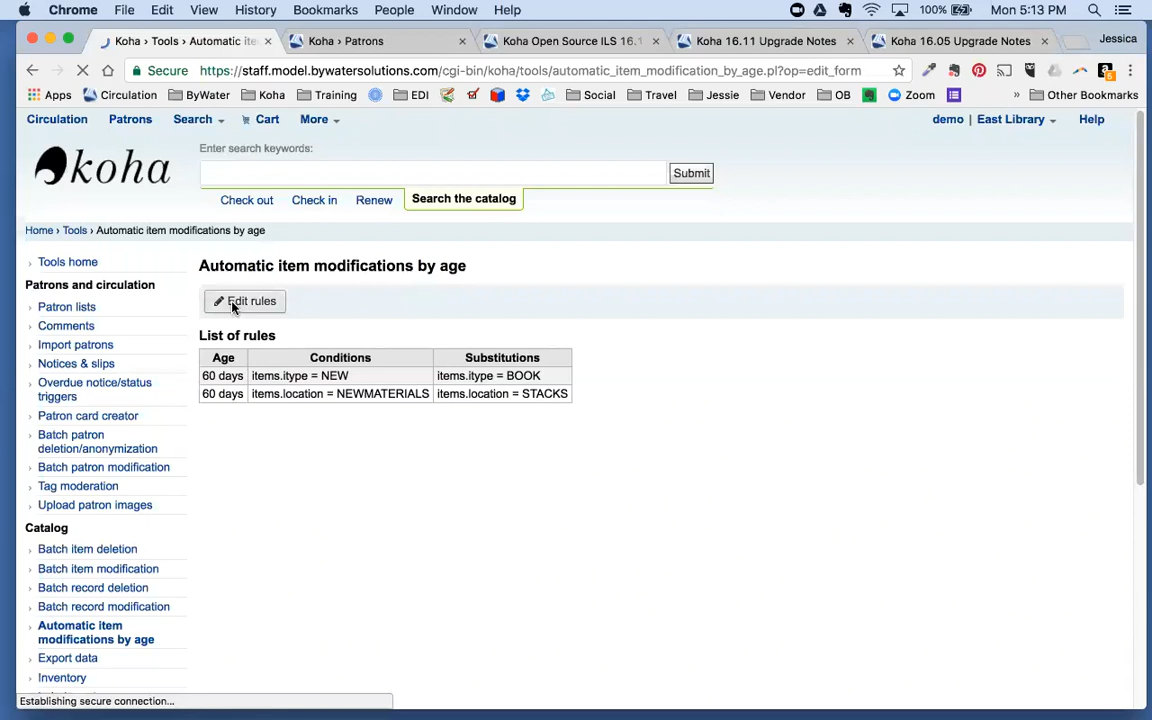 Chrome File Edit View History Bookmarks People Window Help 100% Mon 5:13 PM
Koha › Tools › Automatic ite × Koha › Patrons × Koha Open Source ILS 16.1 × Koha 16.11 Upgrade Notes × Koha 16.05 Upgrade Notes × Jessica
Secure https://staff.model.bywatersolutions.com/cgi-bin/koha/tools/automatic_item_modification_by_age.pl?op=edit_form
Apps Circulation ByWater Koha Training EDI Social Travel Jessie Vendor OB Zoom » Other Bookmarks
Circulation Patrons Search Cart More demo | East Library Help
Enter search keywords:
koha
Submit
Check out Check in Renew Search the catalog
Home › Tools › Automatic item modifications by age
Tools home
Patrons and circulation
Patron lists
Comments
Import patrons
Notices & slips
Overdue notice/status
triggers
Patron card creator
Batch patron
deletion/anonymization
Batch patron modification
Tag moderation
Upload patron images
Catalog
Batch item deletion
Batch item modification
Batch record deletion
Batch record modification
Automatic item
modifications by age
Export data
Inventory
Automatic item modifications by age
Edit rules
List of rules
Age Conditions Substitutions
60 days items.itype = NEW items.itype = BOOK
60 days items.location = NEWMATERIALS items.location = STACKS
Establishing secure connection...